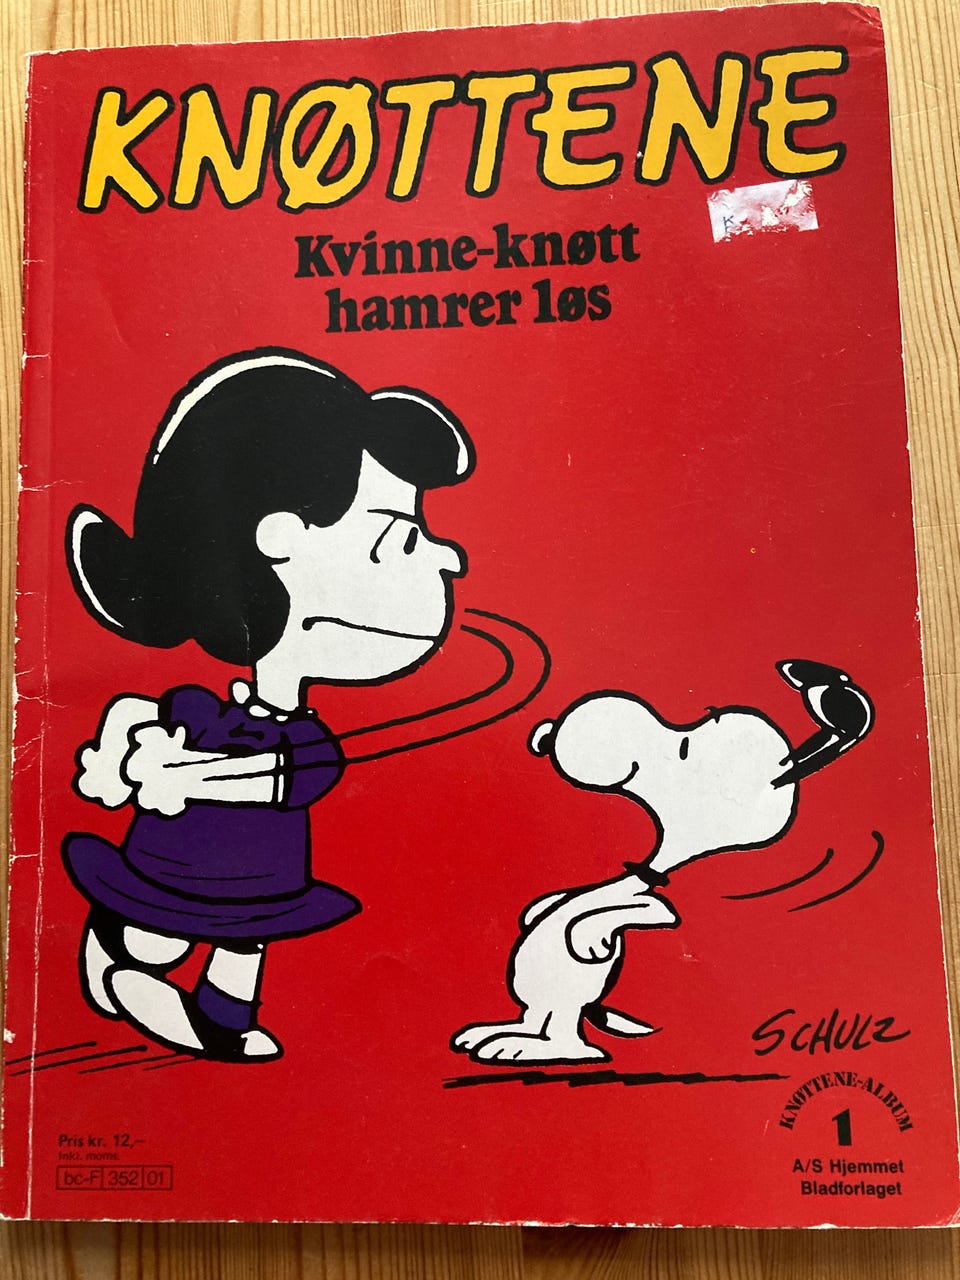 KNØTTENE
K
Kvinne-knøtt
hamrer løs
SCHULZ
KNØTTENE-ALBUM
1
A/S Hjemmet
Bladforlaget
Pris kr. 12,–
Inkl. moms.
bc-F 352 01